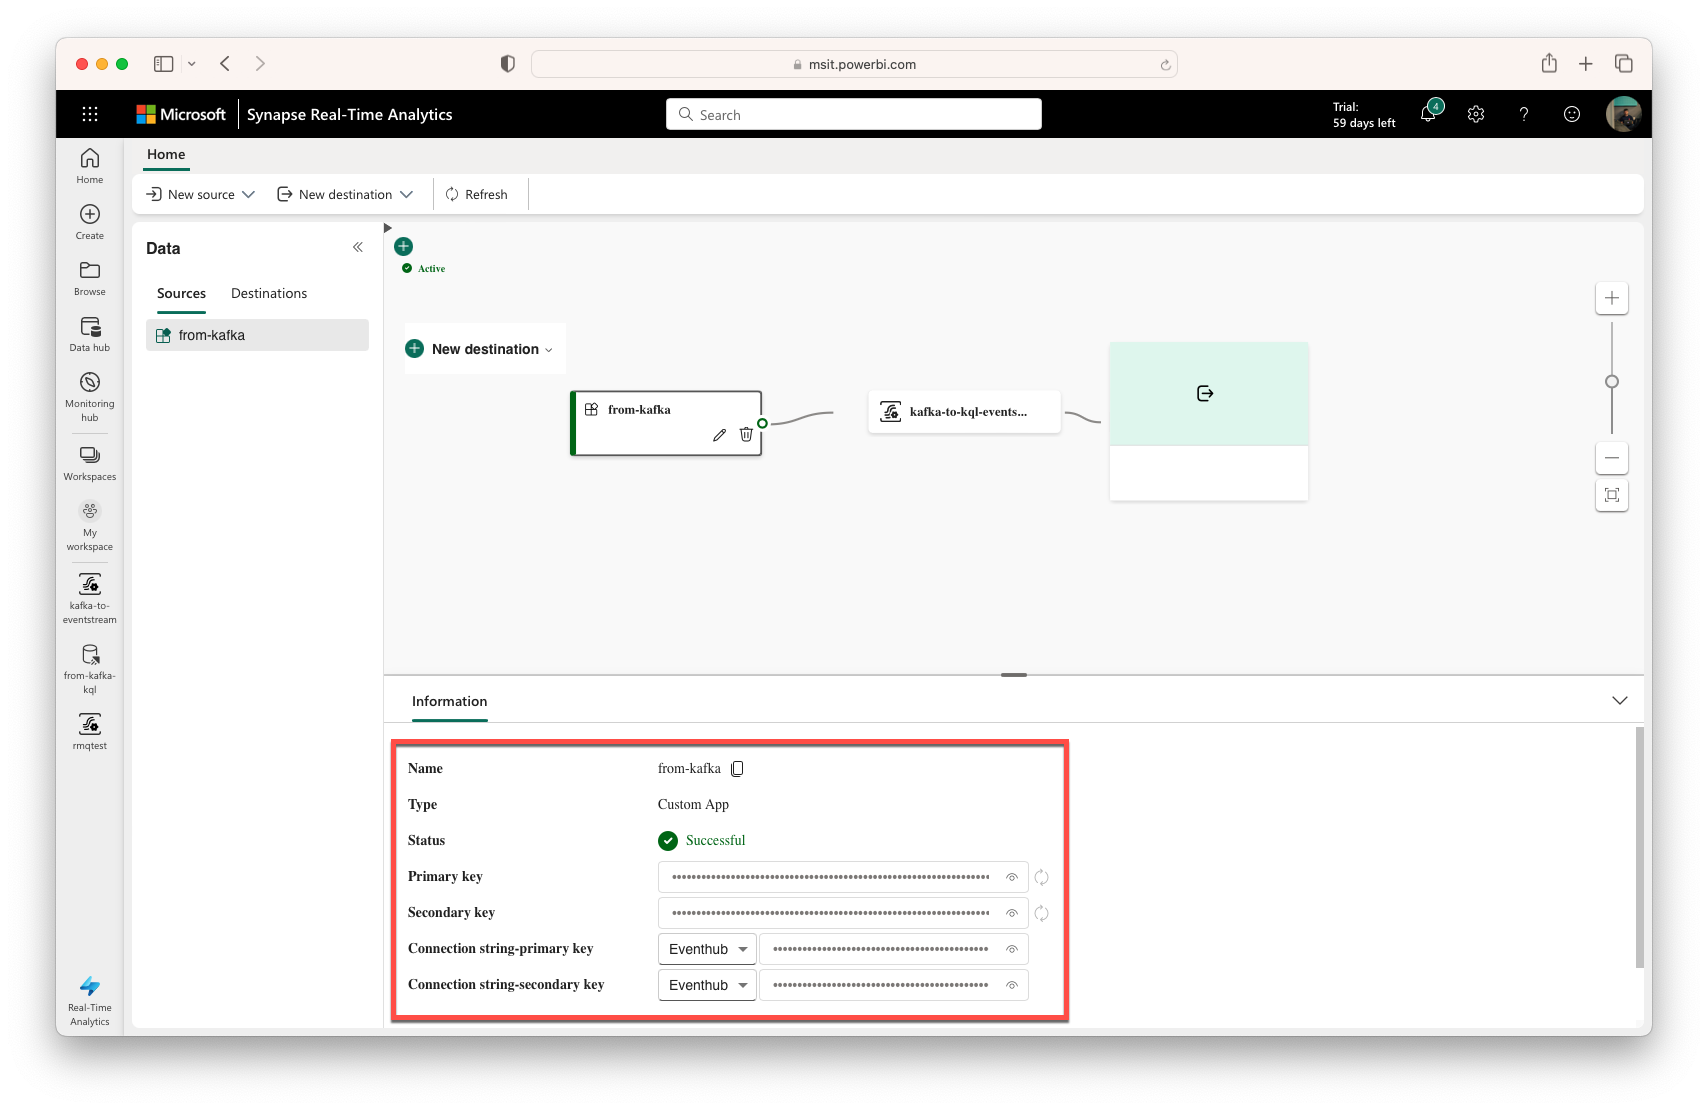 msit.powerbi.com
Microsoft
Synapse Real-Time Analytics
Search
Trial:
59 days left
4
?
Home
Create
Browse
Data hub
Monitoring
hub
Workspaces
My
workspace
kafka-to-
eventstream
from-kafka-
kql
rmqtest
Real-Time
Analytics
Home
New source
New destination
Refresh
Data
Sources
Destinations
from-kafka
Active
New destination
from-kafka
kafka-to-kql-events...
Information
Name
from-kafka
Type
Custom App
Status
Successful
Primary key
Secondary key
Connection string-primary key
Eventhub
Connection string-secondary key
Eventhub